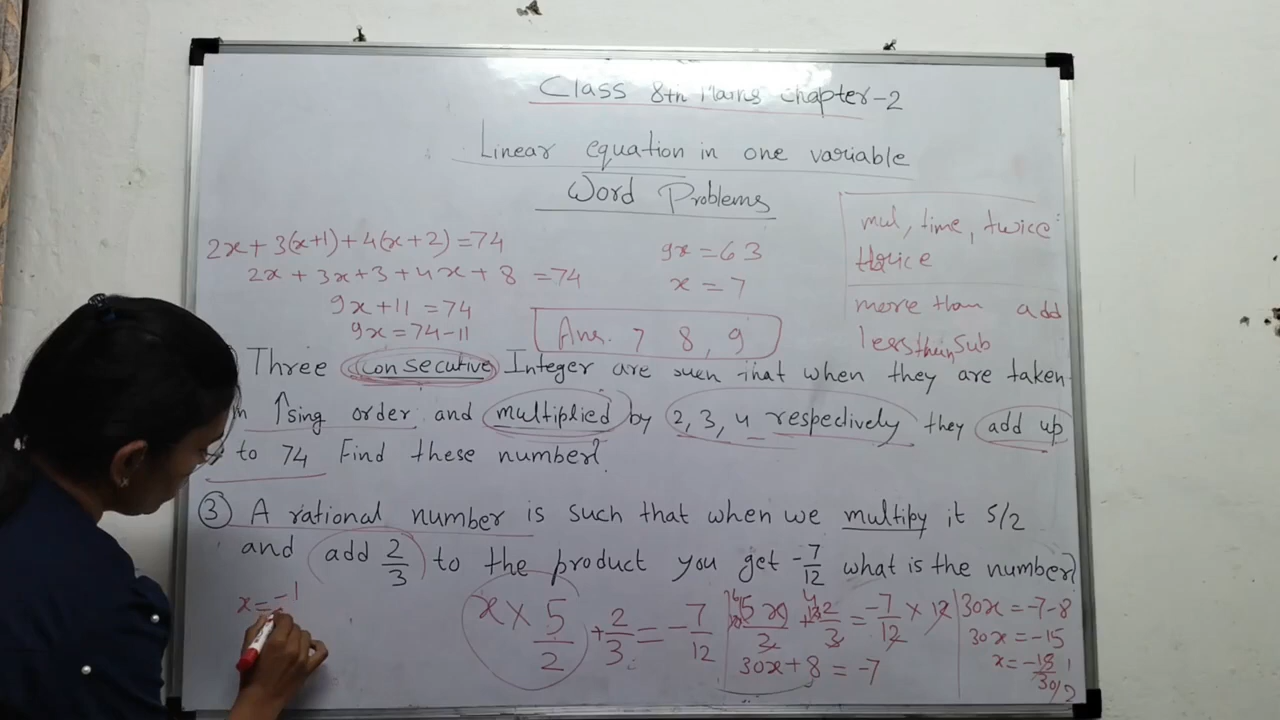 Class 8th Maths Chapter-2
Linear equation in one variable
Word Problems
2x + 3(x+1) + 4(x+2) = 74
2x + 3x + 3 + 4x + 8 = 74
9x + 11 = 74
9x = 74 - 11
9x = 63
x = 7
Ans. 7 8, 9
mul, time, twice
thrice
more than add
less than sub
Three consecutive Integer are such that when they are taken
↑sing order and multiplied by 2, 3, 4 respectively they add up
to 74 Find these number?
③ A rational number is such that when we multipy it 5/2
and add 2/3 to the product you get -7/12 what is the number?
x × 5/2 + 2/3 = -7/12
= -7/12 × 12
30x + 8 = -7
30x = -7-8
30x = -15
x = -15/30
x = -1